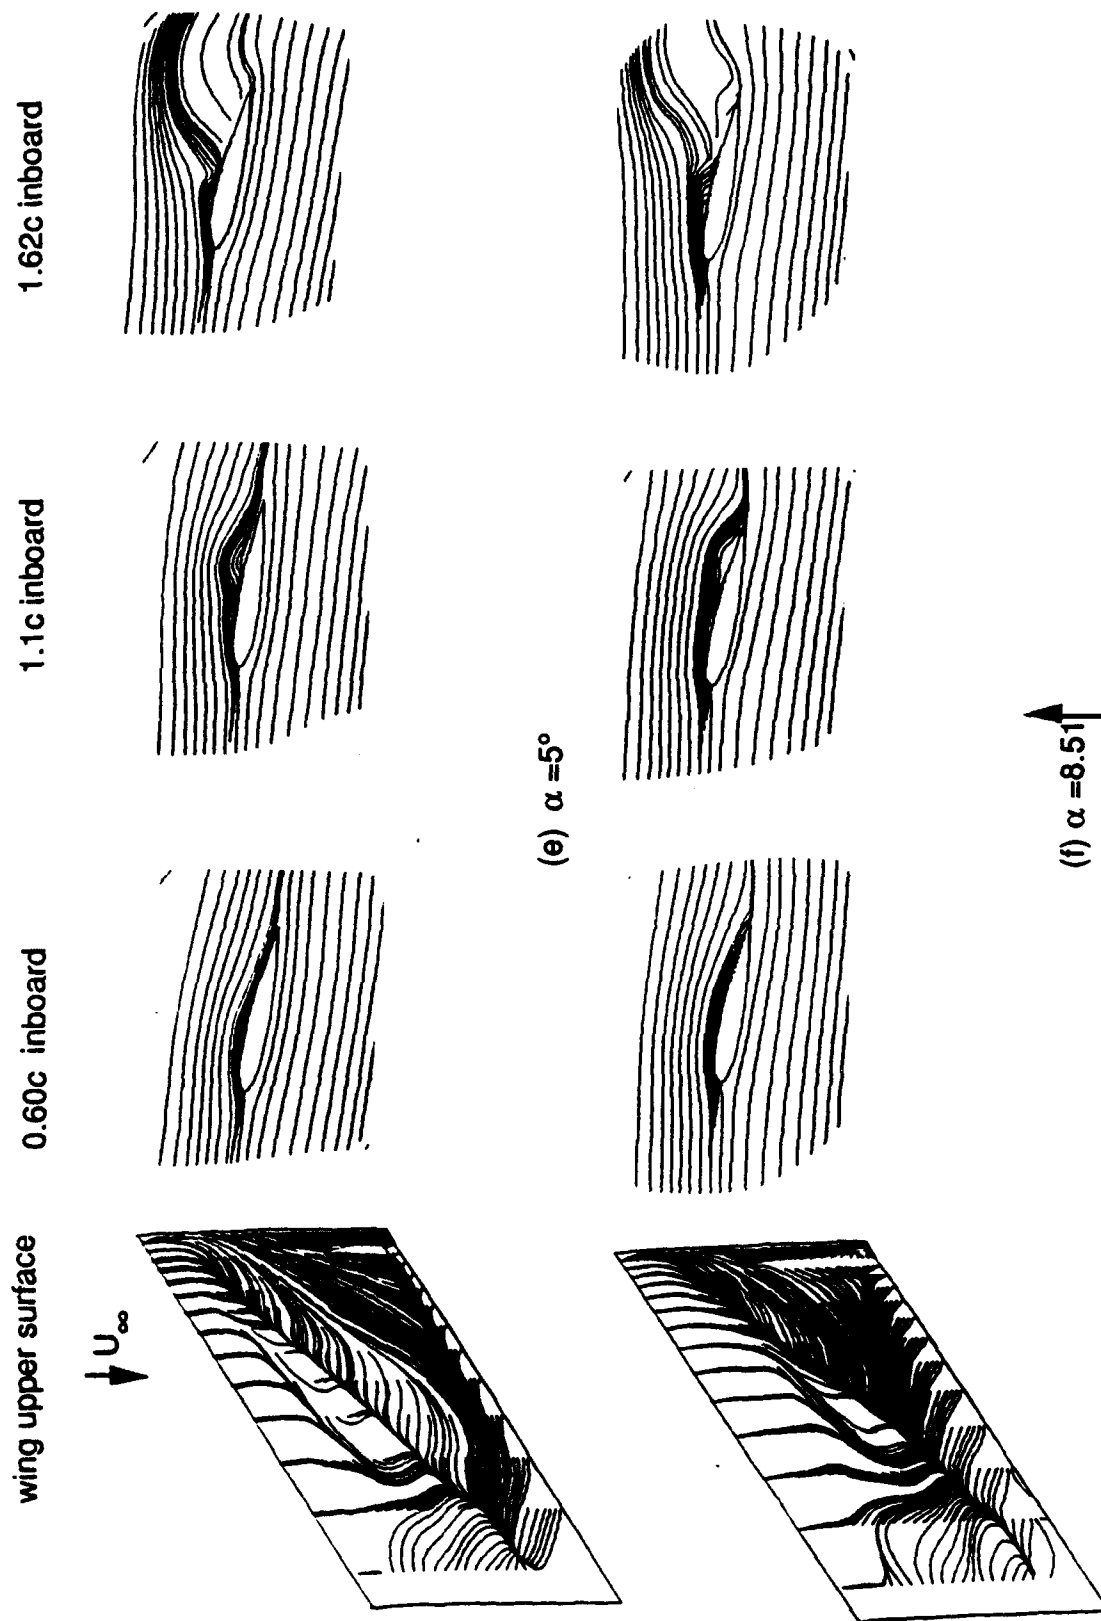 wing upper surface
0.60c inboard
1.1c inboard
1.62c inboard
U∞
(e) α =5°
(f) α =8.51